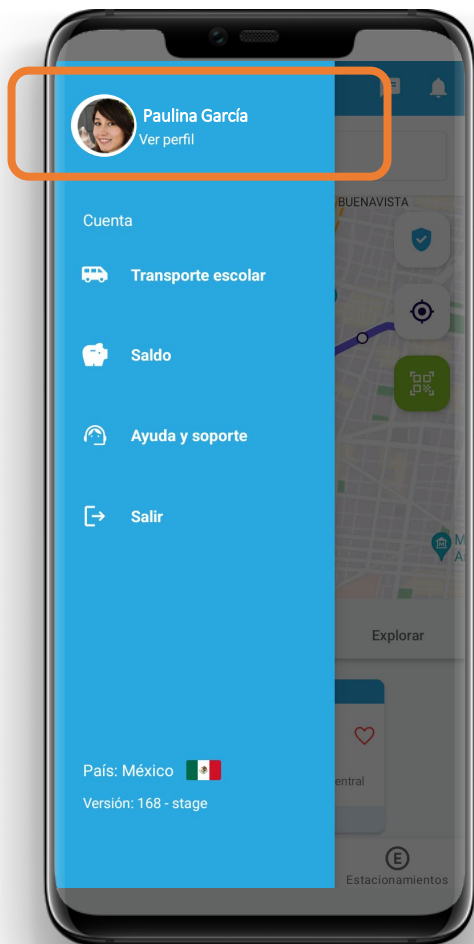 Paulina García
Ver perfil
BUENAVISTA
Cuenta
Transporte escolar
Saldo
Ayuda y soporte
Salir
M
A
Explorar
entral
País: México
Versión: 168 - stage
E
Estacionamientos